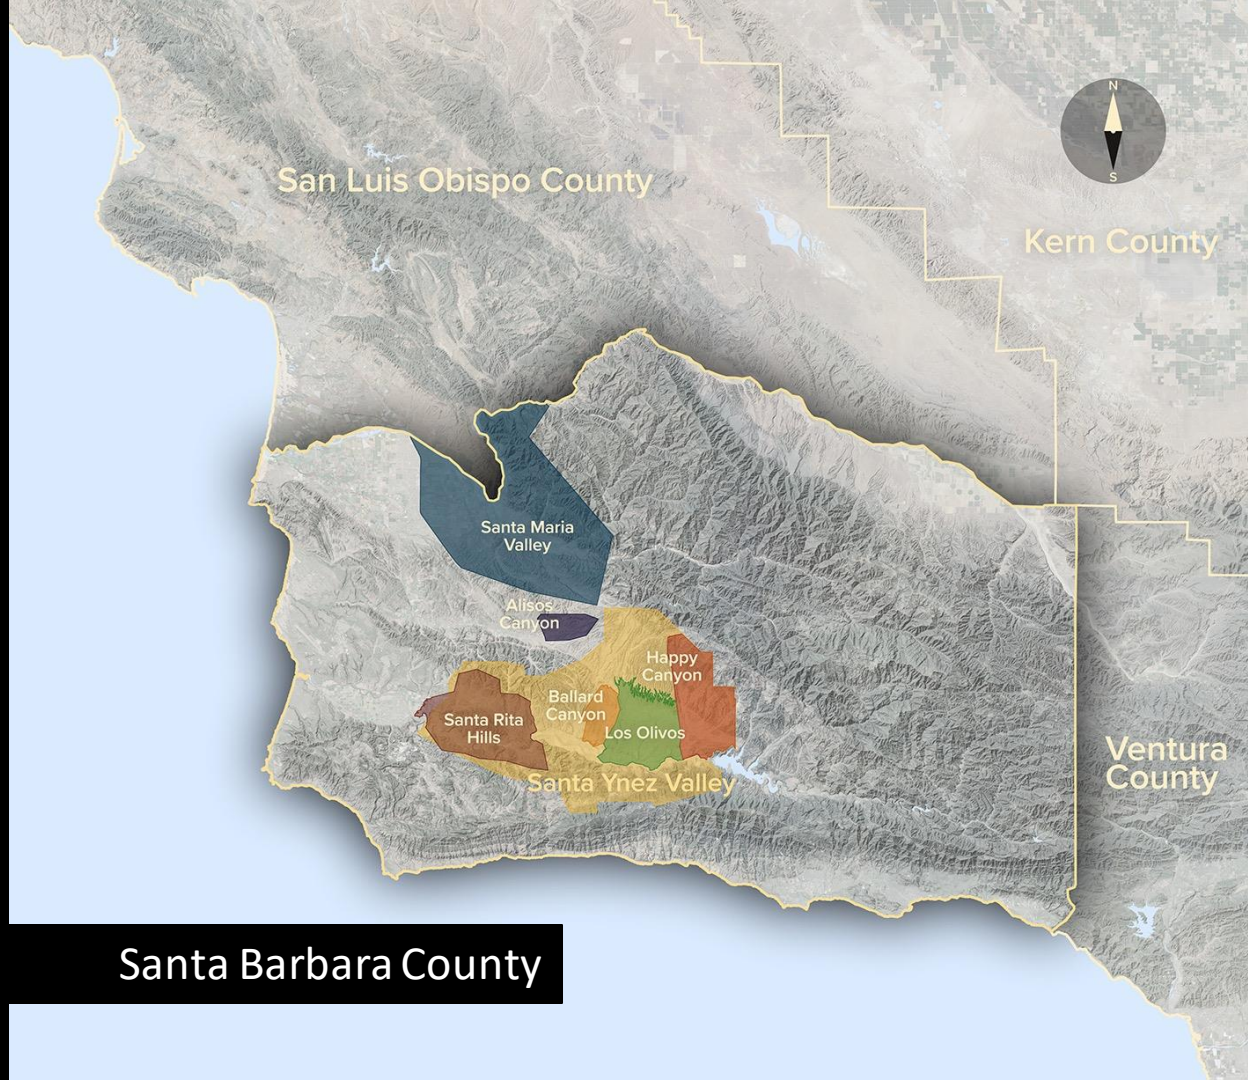 N
S
San Luis Obispo County
Kern County
Santa Maria
Valley
Alisos
Canyon
Happy
Canyon
Ballard
Canyon
Santa Rita
Hills
Los Olivos
Santa Ynez Valley
Ventura
County
Santa Barbara County